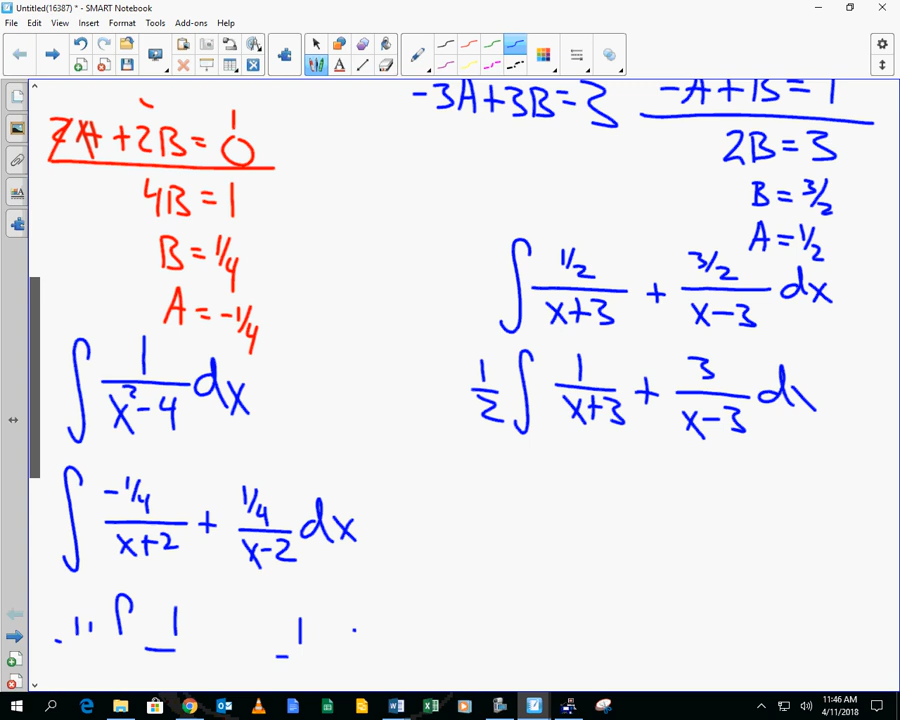 Untitled(16387) * - SMART Notebook
File Edit View Insert Format Tools Add-ons Help
2A + 2B = 0
1
4B = 1
B = 1/4
A = -1/4
∫ 1/(x²-4) dx
∫ (-1/4)/(x+2) + (1/4)/(x-2) dx
1 1
-3A+3B=3
-A+B=1
2B=3
B=3/2
A=1/2
∫ (1/2)/(x+3) + (3/2)/(x-3) dx
1/2 ∫ 1/(x+3) + 3/(x-3) dx
11:46 AM
4/11/2018